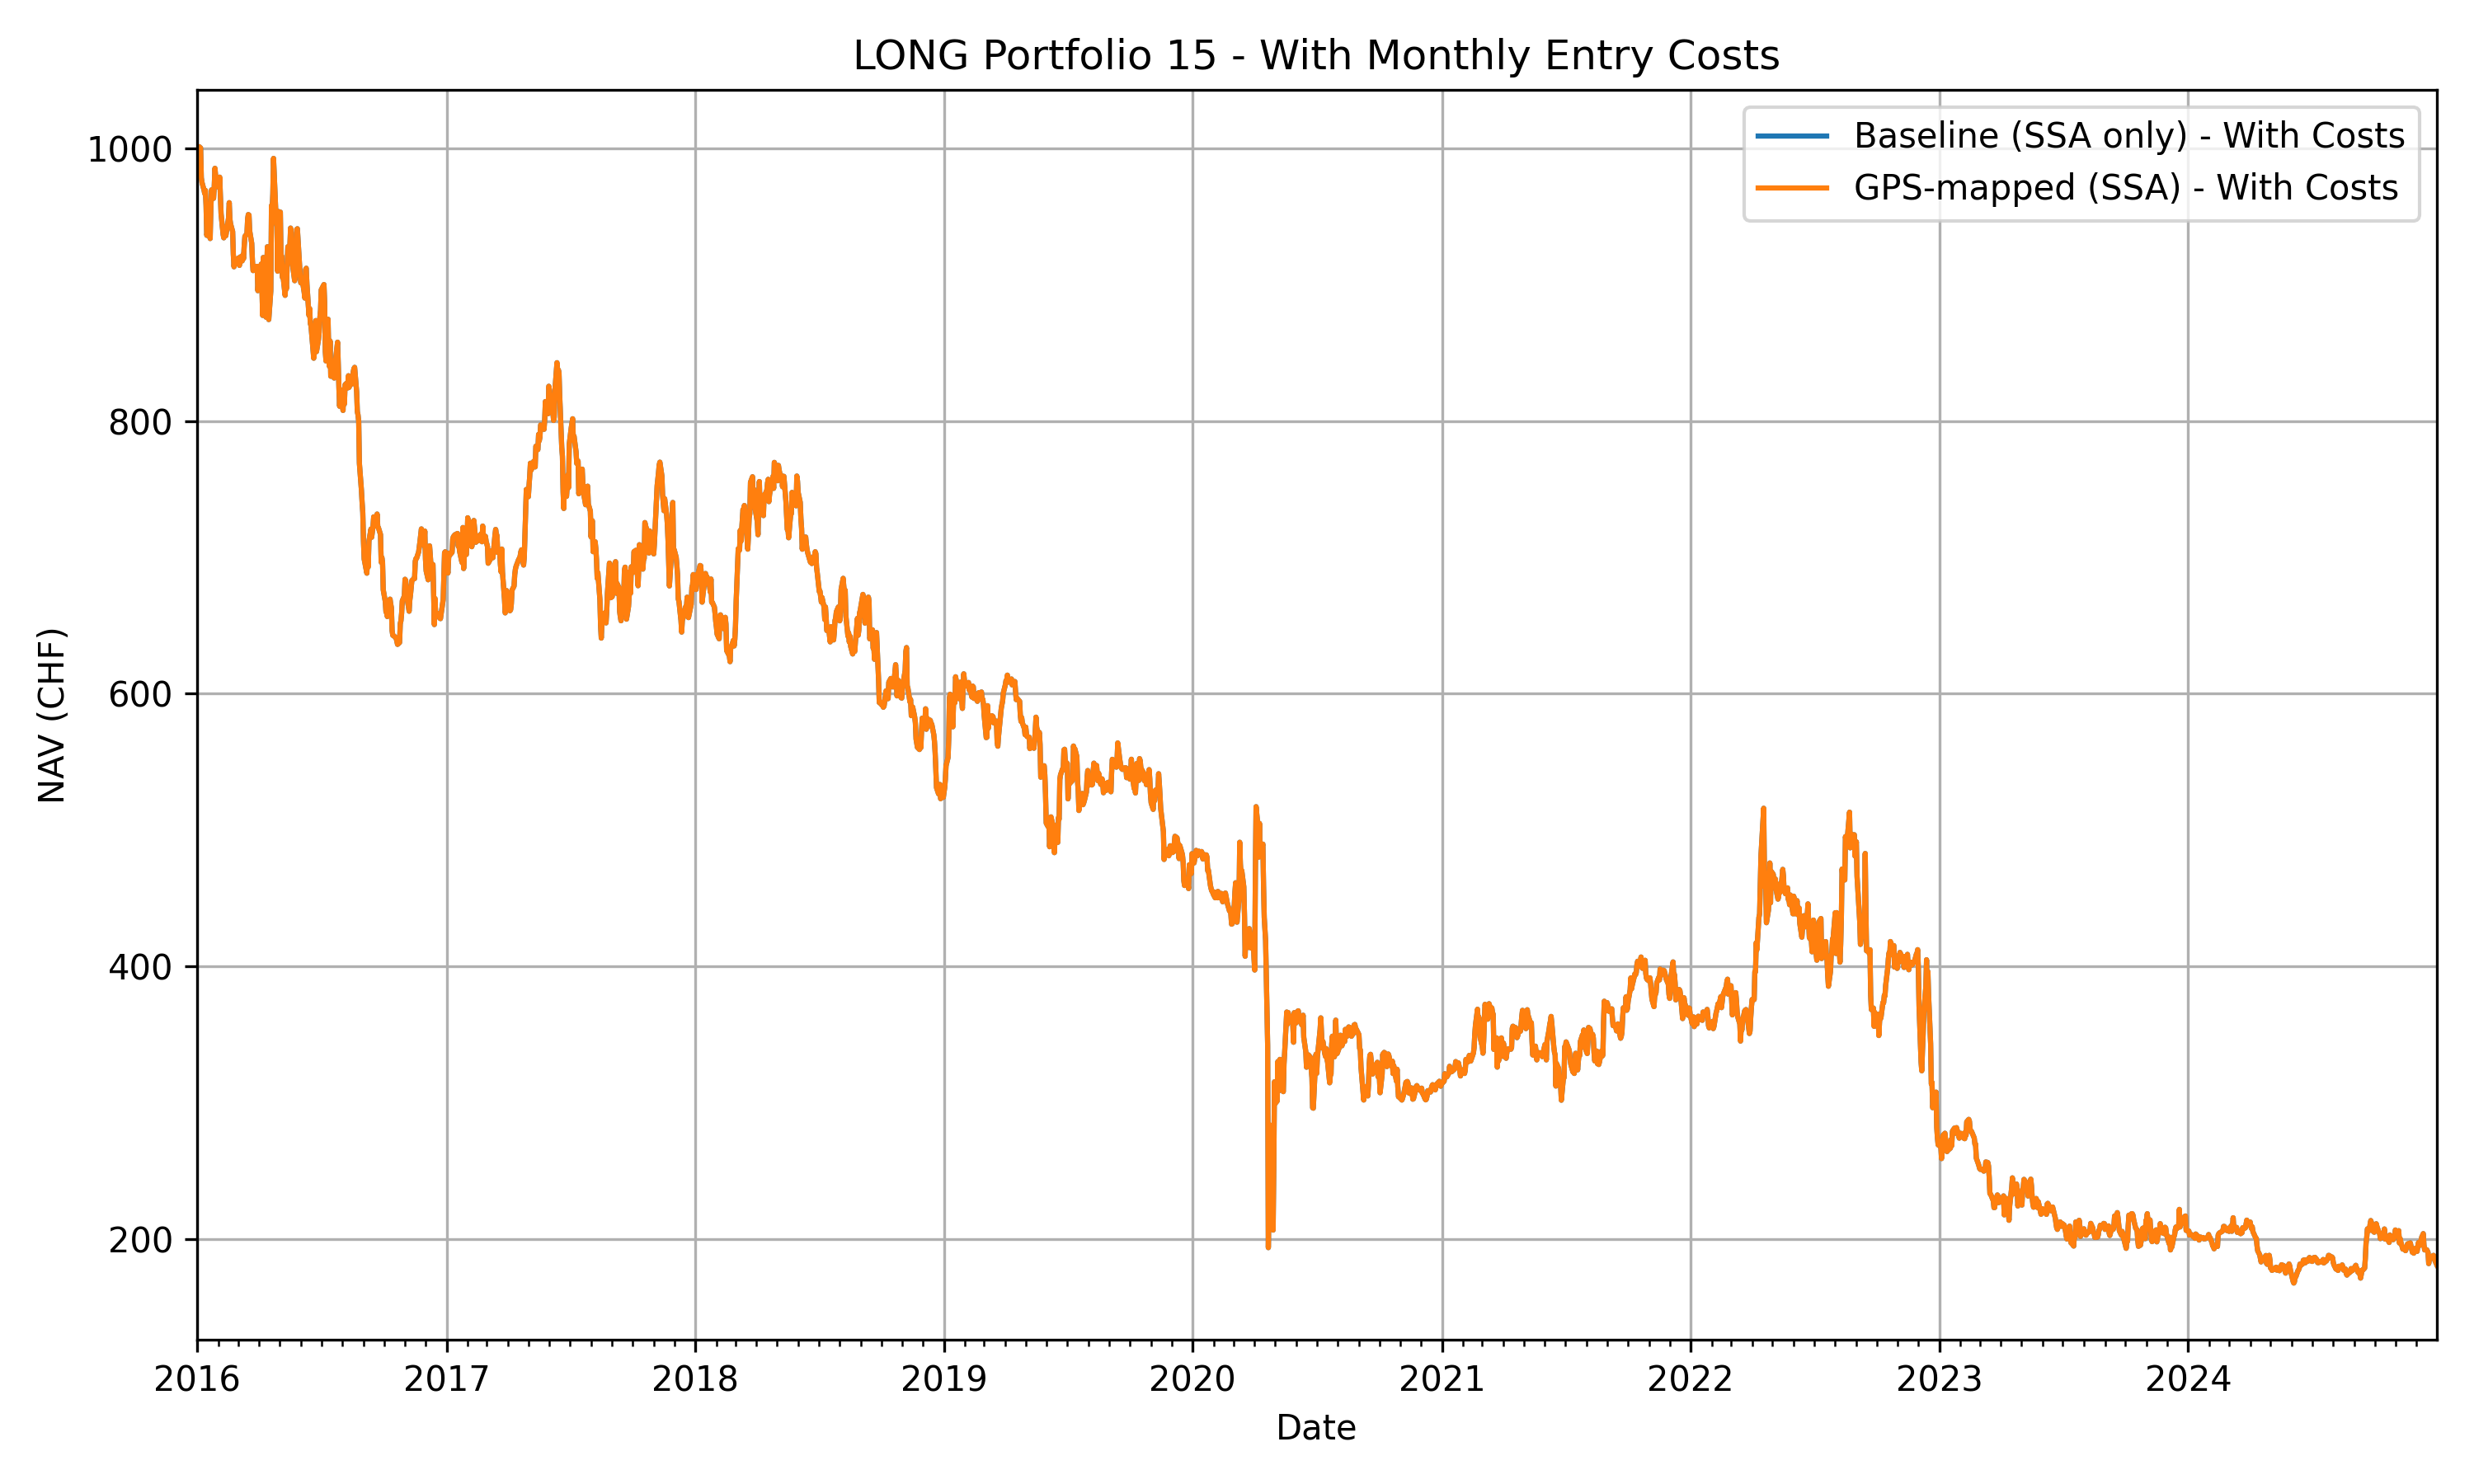 LONG Portfolio 15 - With Monthly Entry Costs
Baseline (SSA only) - With Costs
GPS-mapped (SSA) - With Costs
NAV (CHF)
1000
800
600
400
200
2016 2017 2018 2019 2020 2021 2022 2023 2024
Date